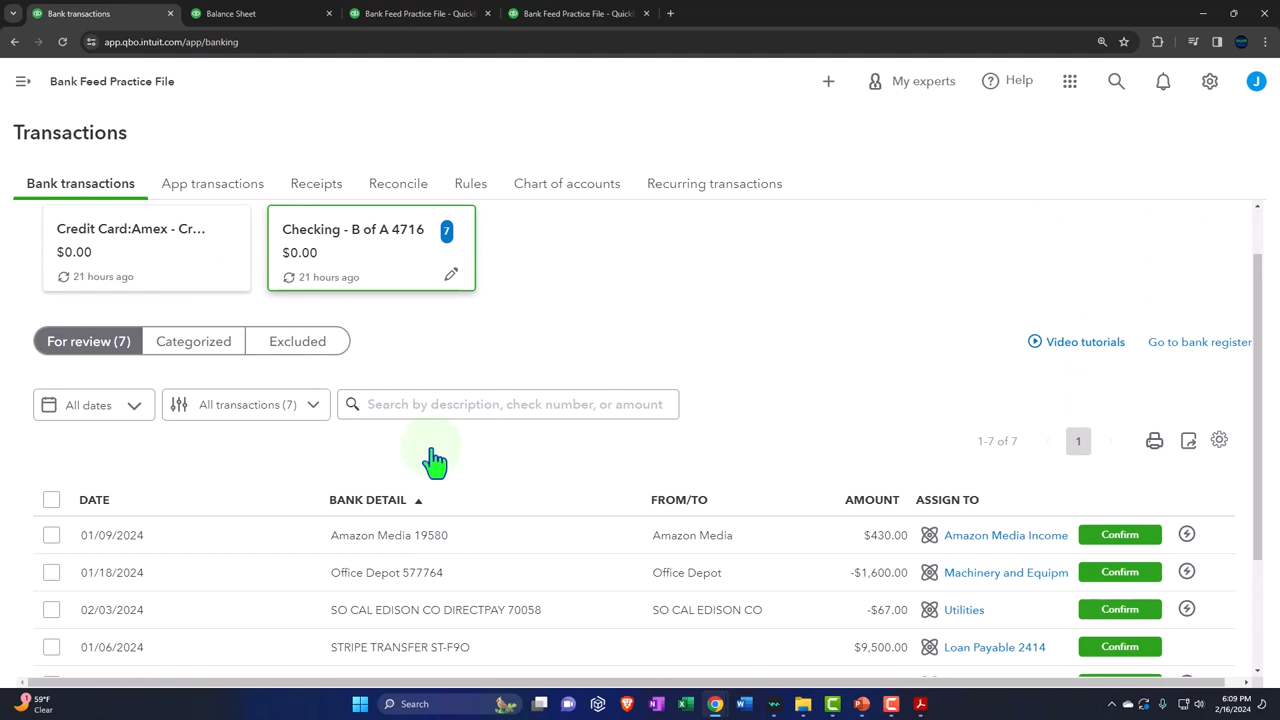 Bank transactions
Balance Sheet
Bank Feed Practice File - Quick
Bank Feed Practice File - Quick
app.qbo.intuit.com/app/banking
Bank Feed Practice File
My experts
Help
J
Transactions
Bank transactions
App transactions
Receipts
Reconcile
Rules
Chart of accounts
Recurring transactions
Credit Card:Amex - Cr...
$0.00
21 hours ago
Checking - B of A 4716
7
$0.00
21 hours ago
For review (7)
Categorized
Excluded
Video tutorials
Go to bank register
All dates
All transactions (7)
Search by description, check number, or amount
1-7 of 7
1
DATE BANK DETAIL FROM/TO AMOUNT ASSIGN TO
01/09/2024 Amazon Media 19580 Amazon Media $430.00 Amazon Media Income Confirm
01/18/2024 Office Depot 577764 Office Depot -$1,600.00 Machinery and Equipm Confirm
02/03/2024 SO CAL EDISON CO DIRECTPAY 70058 SO CAL EDISON CO -$67.00 Utilities Confirm
01/06/2024 STRIPE TRANSFER ST-F9O $9,500.00 Loan Payable 2414 Confirm
1
59°F
Clear
Search
6:09 PM
2/16/2024